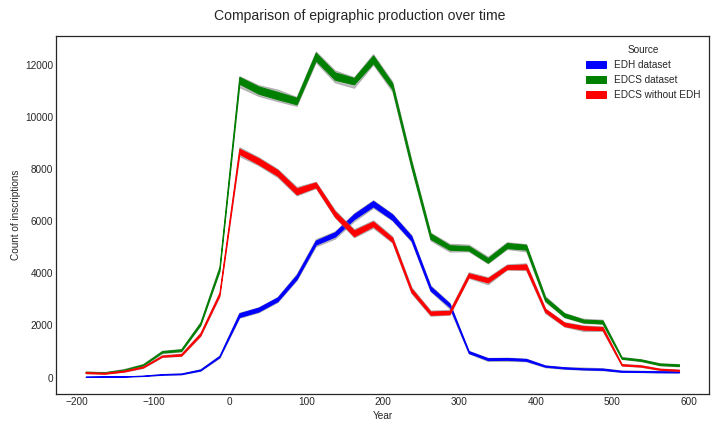 Comparison of epigraphic production over time
Source
EDH dataset
EDCS dataset
EDCS without EDH
Count of inscriptions
12000
10000
8000
6000
4000
2000
0
−200 −100 0 100 200 300 400 500 600
Year